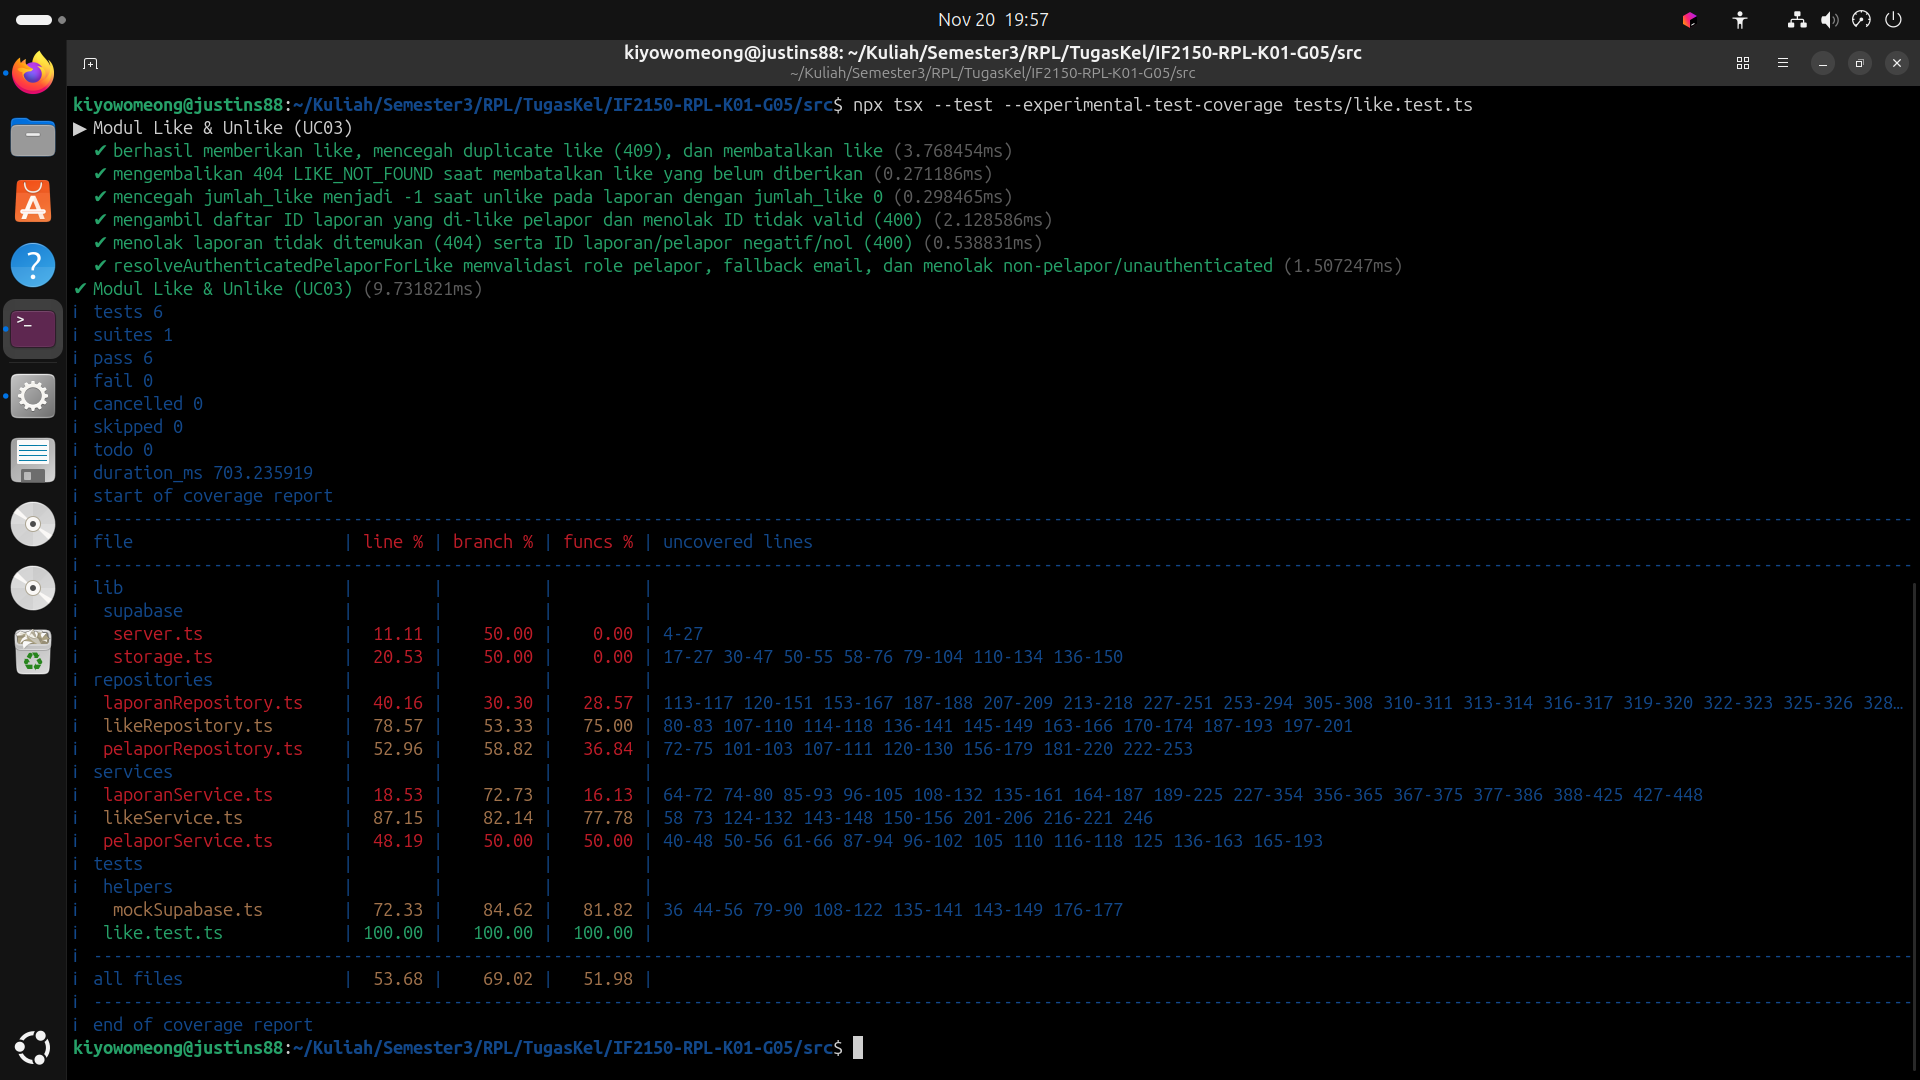 Nov 20 19:57
kiyowomeong@justins88: ~/Kuliah/Semester3/RPL/TugasKel/IF2150-RPL-K01-G05/src
~/Kuliah/Semester3/RPL/TugasKel/IF2150-RPL-K01-G05/src
kiyowomeong@justins88:~/Kuliah/Semester3/RPL/TugasKel/IF2150-RPL-K01-G05/src$ npx tsx --test --experimental-test-coverage tests/like.test.ts
▶ Modul Like & Unlike (UC03)
✔ berhasil memberikan like, mencegah duplicate like (409), dan membatalkan like (3.768454ms)
✔ mengembalikan 404 LIKE_NOT_FOUND saat membatalkan like yang belum diberikan (0.271186ms)
✔ mencegah jumlah_like menjadi -1 saat unlike pada laporan dengan jumlah_like 0 (0.298465ms)
✔ mengambil daftar ID laporan yang di-like pelapor dan menolak ID tidak valid (400) (2.128586ms)
✔ menolak laporan tidak ditemukan (404) serta ID laporan/pelapor negatif/nol (400) (0.538831ms)
✔ resolveAuthenticatedPelaporForLike memvalidasi role pelapor, fallback email, dan menolak non-pelapor/unauthenticated (1.507247ms)
✔ Modul Like & Unlike (UC03) (9.731821ms)
ℹ tests 6
ℹ suites 1
ℹ pass 6
ℹ fail 0
ℹ cancelled 0
ℹ skipped 0
ℹ todo 0
ℹ duration_ms 703.235919
ℹ start of coverage report
ℹ ----------------------------------------------------------------
ℹ file | line % | branch % | funcs % | uncovered lines
ℹ ----------------------------------------------------------------
ℹ lib | | | |
ℹ supabase | | | |
ℹ server.ts | 11.11 | 50.00 | 0.00 | 4-27
ℹ storage.ts | 20.53 | 50.00 | 0.00 | 17-27 30-47 50-55 58-76 79-104 110-134 136-150
ℹ repositories | | | |
ℹ laporanRepository.ts | 40.16 | 30.30 | 28.57 | 113-117 120-151 153-167 187-188 207-209 213-218 227-251 253-294 305-308 310-311 313-314 316-317 319-320 322-323 325-326 328…
ℹ likeRepository.ts | 78.57 | 53.33 | 75.00 | 80-83 107-110 114-118 136-141 145-149 163-166 170-174 187-193 197-201
ℹ pelaporRepository.ts | 52.96 | 58.82 | 36.84 | 72-75 101-103 107-111 120-130 156-179 181-220 222-253
ℹ services | | | |
ℹ laporanService.ts | 18.53 | 72.73 | 16.13 | 64-72 74-80 85-93 96-105 108-132 135-161 164-187 189-225 227-354 356-365 367-375 377-386 388-425 427-448
ℹ likeService.ts | 87.15 | 82.14 | 77.78 | 58 73 124-132 143-148 150-156 201-206 216-221 246
ℹ pelaporService.ts | 48.19 | 50.00 | 50.00 | 40-48 50-56 61-66 87-94 96-102 105 110 116-118 125 136-163 165-193
ℹ tests | | | |
ℹ helpers | | | |
ℹ mockSupabase.ts | 72.33 | 84.62 | 81.82 | 36 44-56 79-90 108-122 135-141 143-149 176-177
ℹ like.test.ts | 100.00 | 100.00 | 100.00 |
ℹ ----------------------------------------------------------------
ℹ all files | 53.68 | 69.02 | 51.98 |
ℹ ----------------------------------------------------------------
ℹ end of coverage report
kiyowomeong@justins88:~/Kuliah/Semester3/RPL/TugasKel/IF2150-RPL-K01-G05/src$